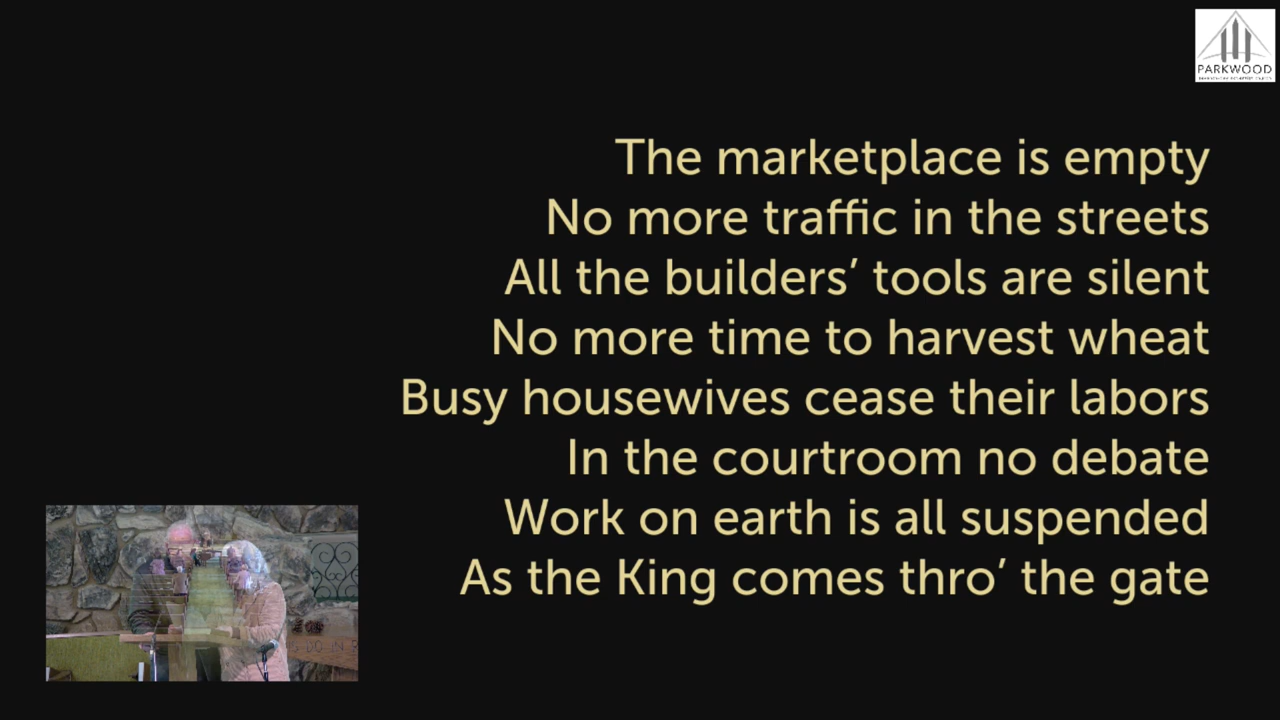 PARKWOOD
The marketplace is empty
No more traffic in the streets
All the builders’ tools are silent
No more time to harvest wheat
Busy housewives cease their labors
In the courtroom no debate
Work on earth is all suspended
As the King comes thro’ the gate
DO IN